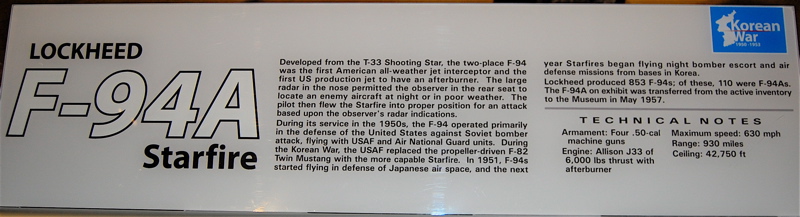 LOCKHEED
F-94A
Starfire
Developed from the T-33 Shooting Star, the two-place F-94
was the first American all-weather jet interceptor and the
first US production jet to have an afterburner. The large
radar in the nose permitted the observer in the rear seat to
locate an enemy aircraft at night or in poor weather. The
pilot then flew the Starfire into proper position for an attack
based upon the observer's radar indications.
During its service in the 1950s, the F-94 operated primarily
in the defense of the United States against Soviet bomber
attack, flying with USAF and Air National Guard units. During
the Korean War, the USAF replaced the propeller-driven F-82
Twin Mustang with the more capable Starfire. In 1951, F-94s
started flying in defense of Japanese air space, and the next
Korean
War
1950-1953
year Starfires began flying night bomber escort and air
defense missions from bases in Korea.
Lockheed produced 853 F-94s; of these, 110 were F-94As.
The F-94A on exhibit was transferred from the active inventory
to the Museum in May 1957.
TECHNICAL NOTES
Armament: Four .50-cal
machine guns
Engine: Allison J33 of
6,000 lbs thrust with
afterburner
Maximum speed: 630 mph
Range: 930 miles
Ceiling: 42,750 ft